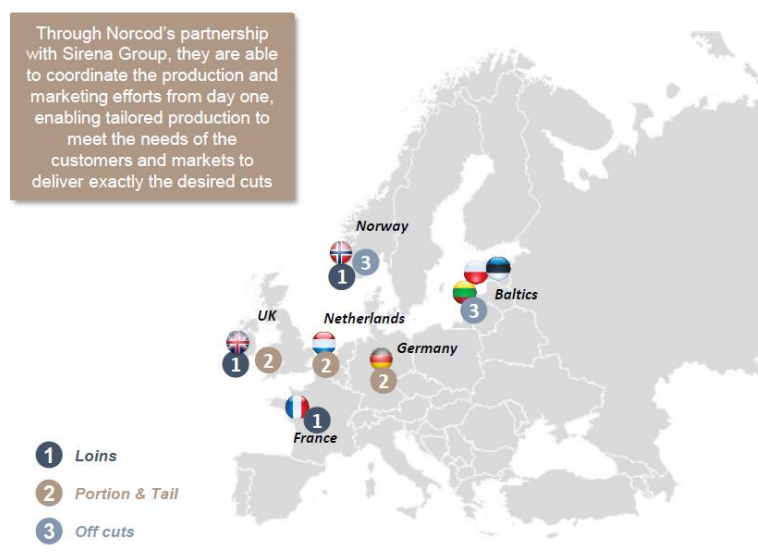 Through Norcod's partnership
with Sirena Group, they are able
to coordinate the production and
marketing efforts from day one,
enabling tailored production to
meet the needs of the
customers and markets to
deliver exactly the desired cuts
Norway
1 3
Baltics
3
UK
1 2
Netherlands
2
Germany
2
1
France
1 Loins
2 Portion & Tail
3 Off cuts